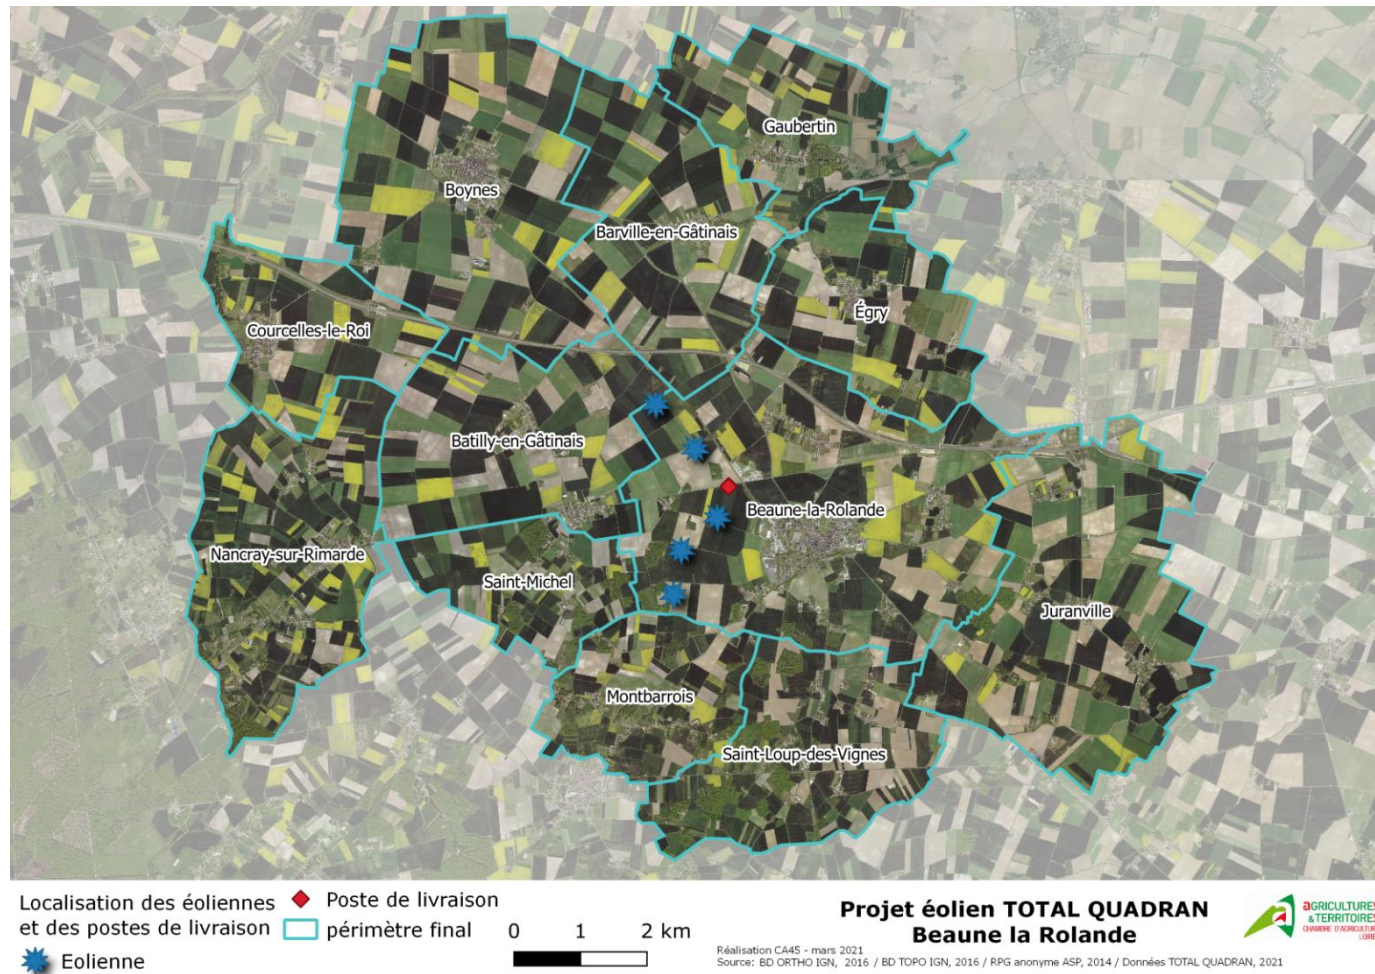 Gaubertin
Boynes
Barville-en-Gâtinais
Égry
Courcelles-le-Roi
Batilly-en-Gâtinais
Beaune-la-Rolande
Nancray-sur-Rimarde
Saint-Michel
Juranville
Montbarrois
Saint-Loup-des-Vignes
Localisation des éoliennes
et des postes de livraison
Eolienne
Poste de livraison
périmètre final
0 1 2 km
Projet éolien TOTAL QUADRAN
Beaune la Rolande
Réalisation CA45 - mars 2021
Source: BD ORTHO IGN, 2016 / BD TOPO IGN, 2016 / RPG anonyme ASP, 2014 / Données TOTAL QUADRAN, 2021
aGRICULTURES
& TERRITOIRES
CHAMBRE D'AGRICULTURE
LOIRE